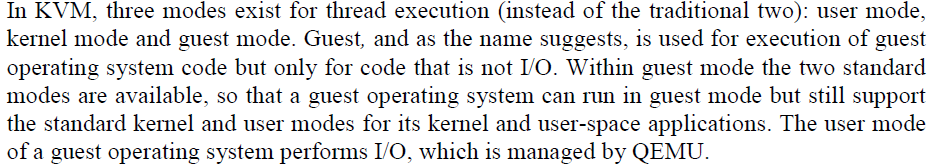 In KVM, three modes exist for thread execution (instead of the traditional two): user mode,
kernel mode and guest mode. Guest, and as the name suggests, is used for execution of guest
operating system code but only for code that is not I/O. Within guest mode the two standard
modes are available, so that a guest operating system can run in guest mode but still support
the standard kernel and user modes for its kernel and user-space applications. The user mode
of a guest operating system performs I/O, which is managed by QEMU.